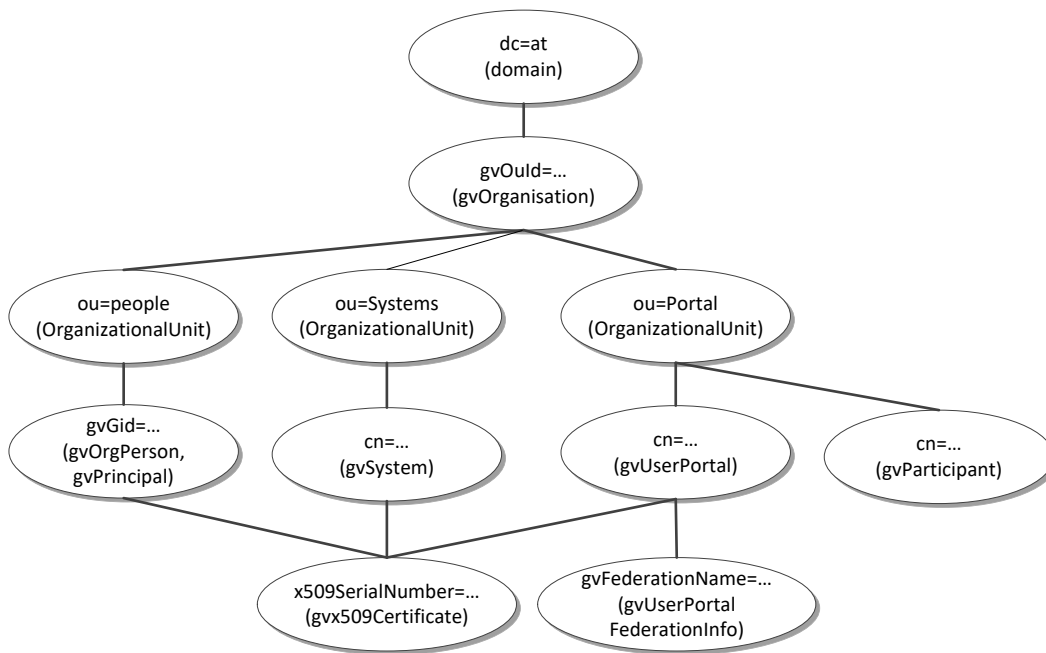 dc=at
(domain)
gvOuId=...
(gvOrganisation)
ou=people
(OrganizationalUnit)
ou=Systems
(OrganizationalUnit)
ou=Portal
(OrganizationalUnit)
gvGid=...
(gvOrgPerson,
gvPrincipal)
cn=...
(gvSystem)
cn=...
(gvUserPortal)
cn=...
(gvParticipant)
x509SerialNumber=...
(gvx509Certificate)
gvFederationName=...
(gvUserPortal
FederationInfo)